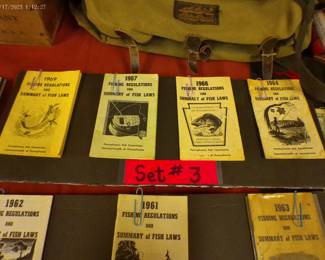 1969
FISHING REGULATIONS
AND
SUMMARY of FISH LAWS
1967
FISHING REGULATIONS
AND
SUMMARY of FISH LAWS
1968
FISHING REGULATIONS
AND
SUMMARY of FISH LAWS
1964
FISHING REGULATIONS
AND
SUMMARY of FISH LAWS
Set # 3
1962
FISHING REGULATIONS
AND
SUMMARY of FISH LAWS
1961
FISHING REGULATIONS
AND
SUMMARY of FISH LAWS
1963
FISHING REGULATIONS
AND
SUMMARY of FISH LAWS